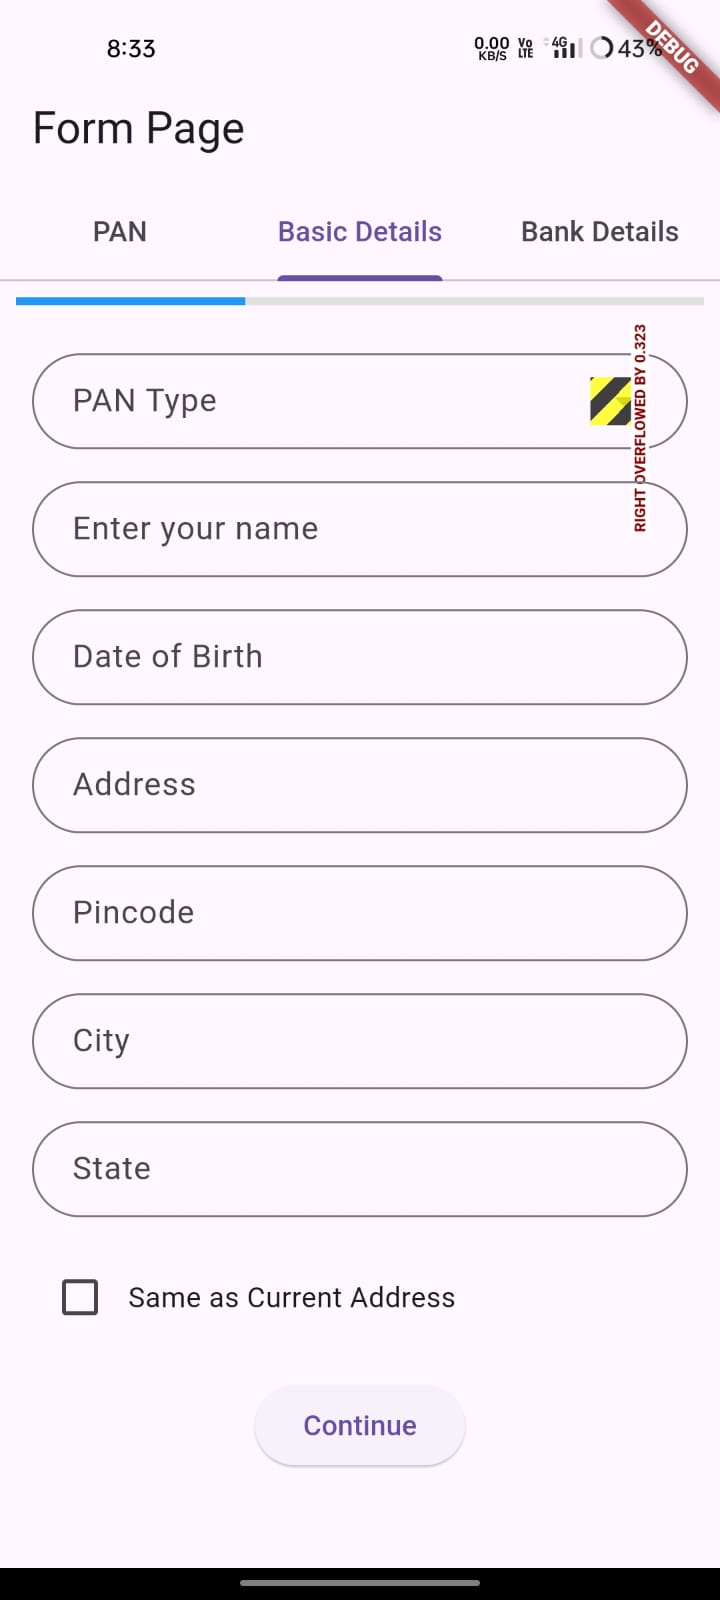 8:33
0.00 KB/S
Vo LTE
4G
43%
DEBUG
Form Page
PAN
Basic Details
Bank Details
RIGHT OVERFLOWED BY 0.323
PAN Type
Enter your name
Date of Birth
Address
Pincode
City
State
Same as Current Address
Continue